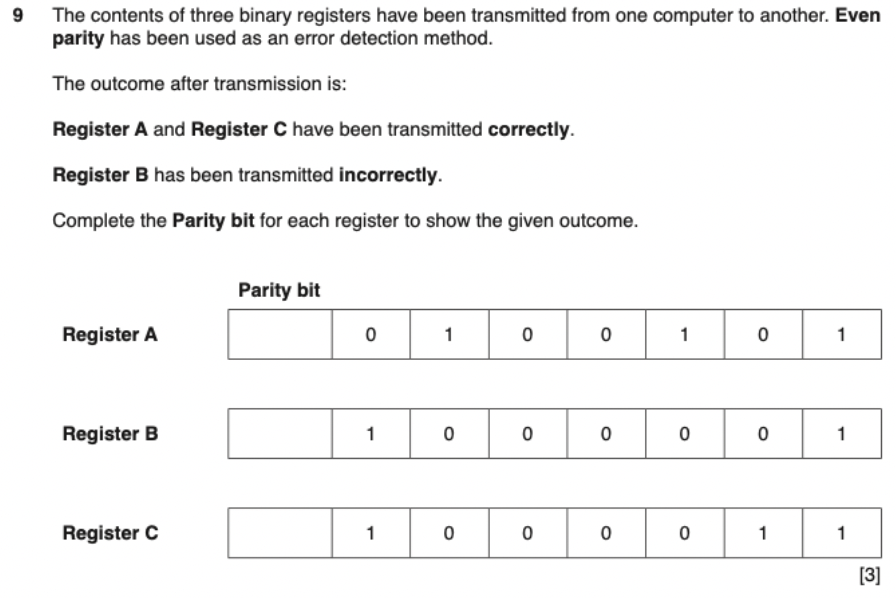 9 The contents of three binary registers have been transmitted from one computer to another. Even
parity has been used as an error detection method.
The outcome after transmission is:
Register A and Register C have been transmitted correctly.
Register B has been transmitted incorrectly.
Complete the Parity bit for each register to show the given outcome.
Parity bit
Register A 0 1 0 0 1 0 1
Register B 1 0 0 0 0 0 1
Register C 1 0 0 0 0 1 1
[3]